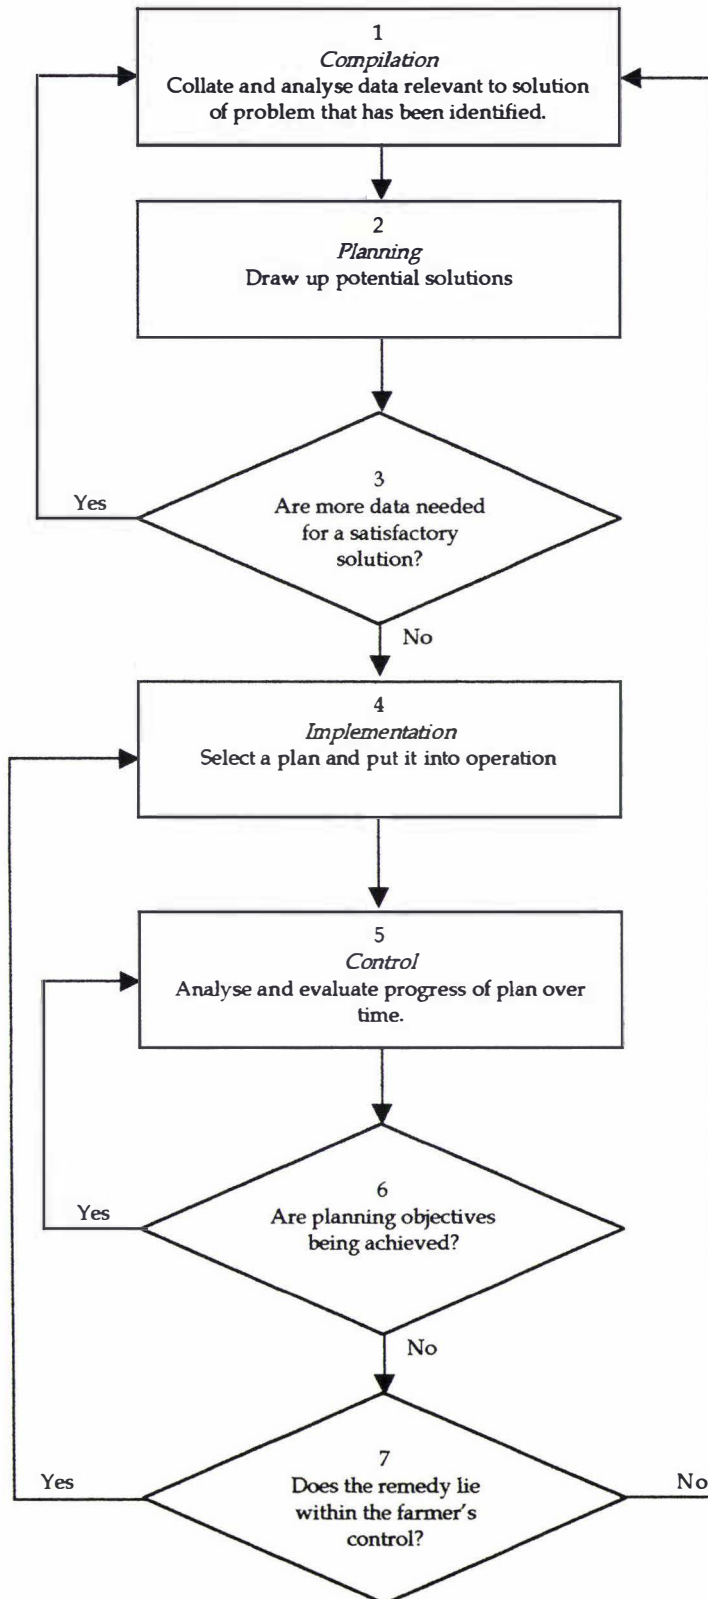 1
Compilation
Collate and analyse data relevant to solution
of problem that has been identified.
2
Planning
Draw up potential solutions
3
Are more data needed
for a satisfactory
solution?
Yes
No
4
Implementation
Select a plan and put it into operation
5
Control
Analyse and evaluate progress of plan over
time.
6
Are planning objectives
being achieved?
Yes
No
7
Does the remedy lie
within the farmer's
control?
Yes
No